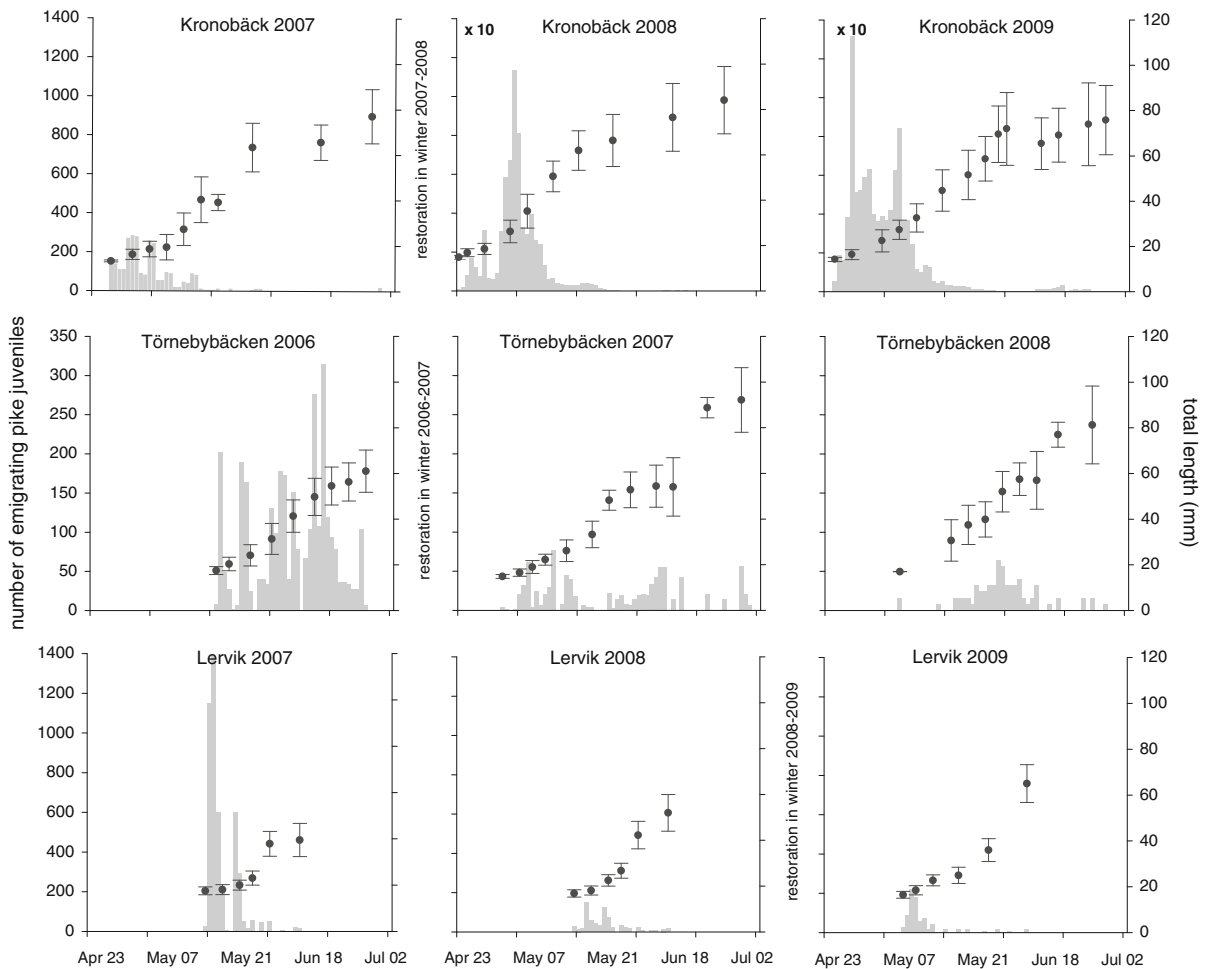 Kronobäck 2007
Kronobäck 2008
Kronobäck 2009
x 10
x 10
1400
1200
1000
800
600
400
200
0
restoration in winter 2007-2008
120
100
80
60
40
20
0
number of emigrating pike juveniles
Törnebybäcken 2006
Törnebybäcken 2007
Törnebybäcken 2008
350
300
250
200
150
100
50
0
restoration in winter 2006-2007
120
100
80
60
40
20
0
total length (mm)
Lervik 2007
Lervik 2008
Lervik 2009
1400
1200
1000
800
600
400
200
0
restoration in winter 2008-2009
120
100
80
60
40
20
0
Apr 23 May 07 May 21 Jun 18 Jul 02
Apr 23 May 07 May 21 Jun 18 Jul 02
Apr 23 May 07 May 21 Jun 18 Jul 02